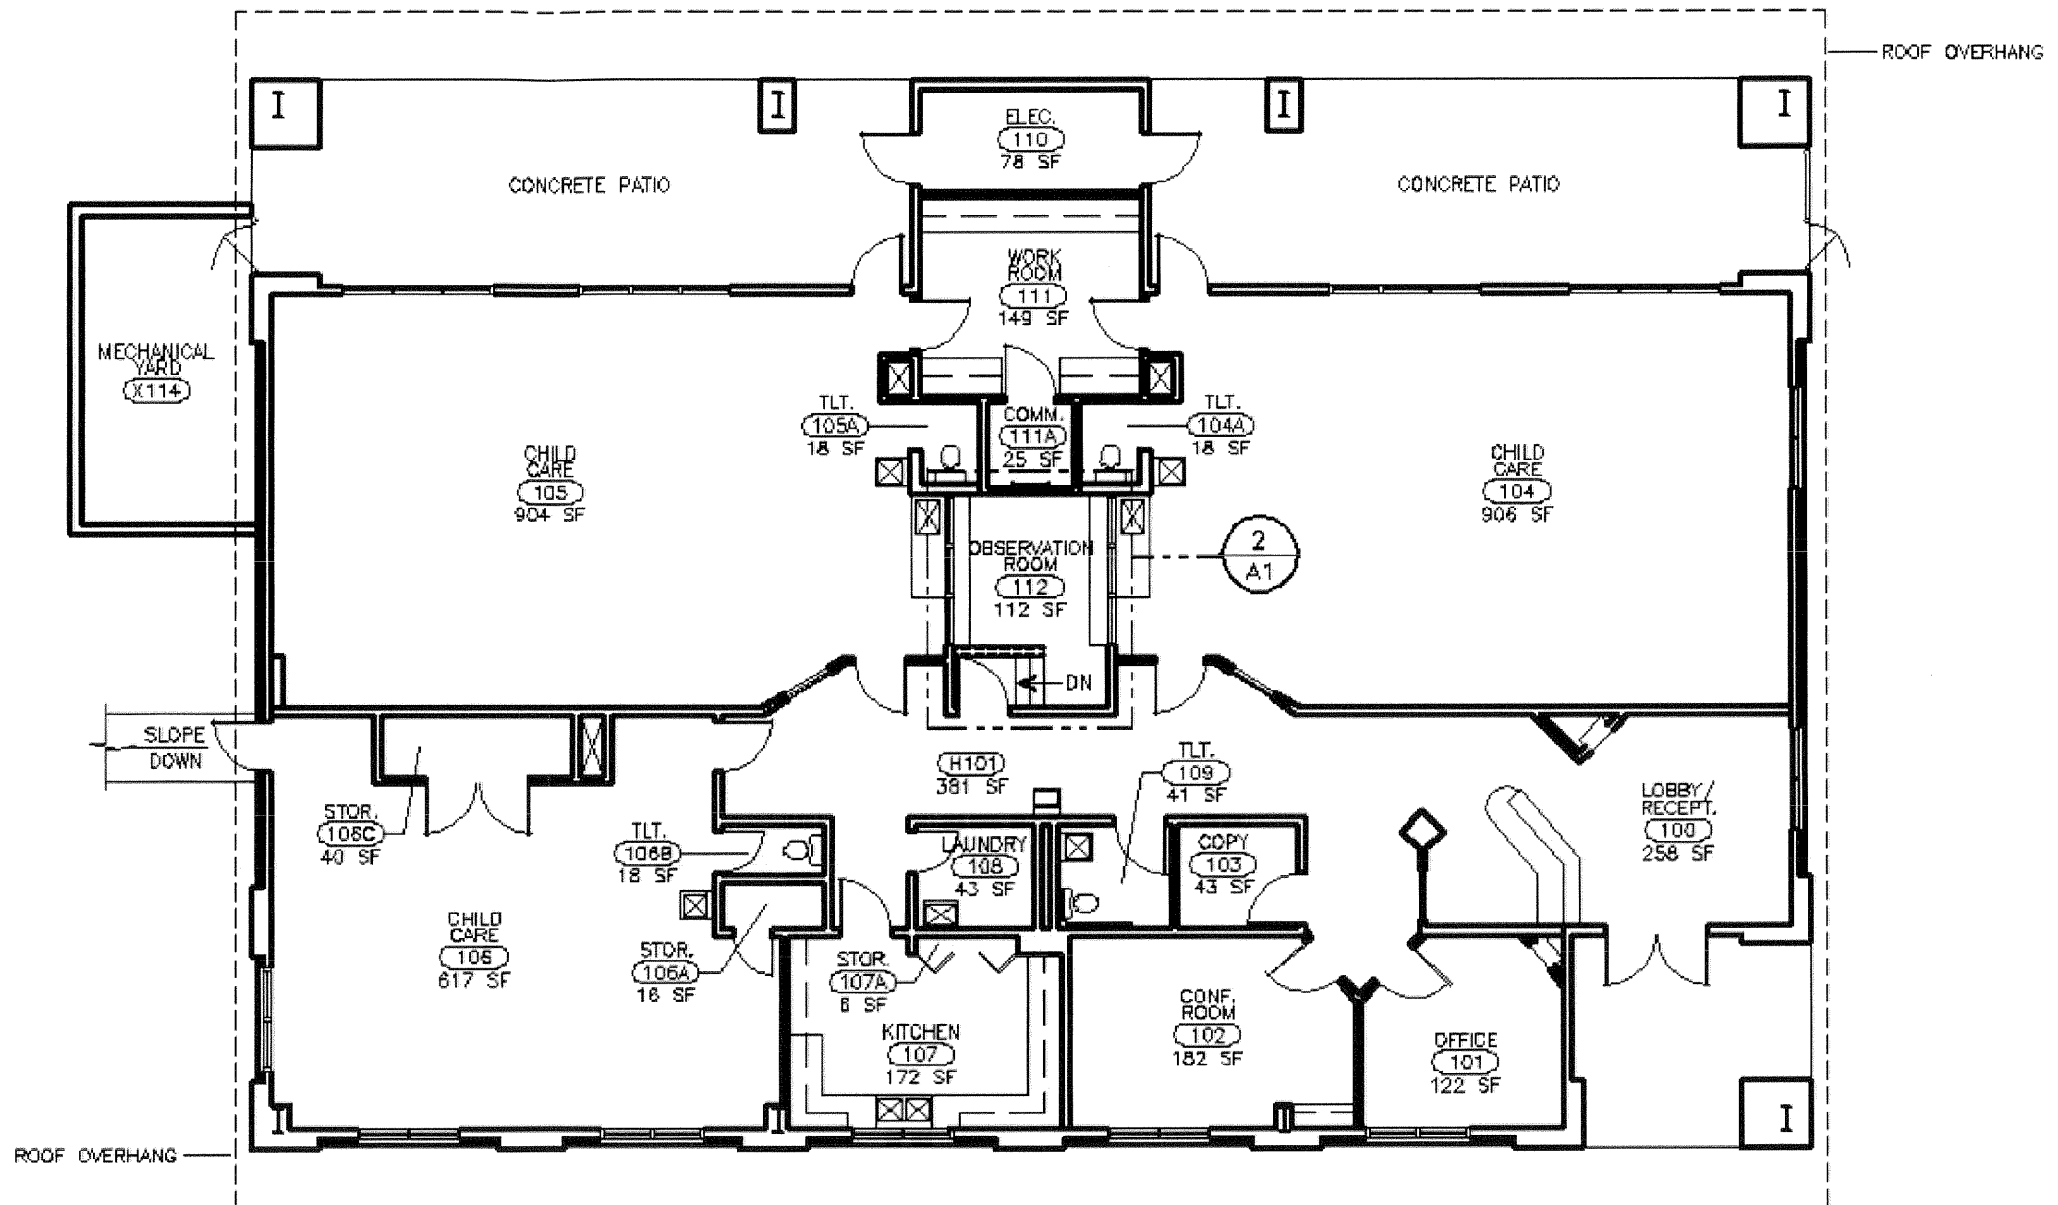 ROOF OVERHANG
ELEC.
110
78 SF
CONCRETE PATIO
CONCRETE PATIO
WORK
ROOM
111
149 SF
MECHANICAL
YARD
X114
TLT.
105A
18 SF
COMM.
111A
25 SF
TLT.
104A
18 SF
CHILD
CARE
105
904 SF
CHILD
CARE
104
906 SF
OBSERVATION
ROOM
112
112 SF
2
A1
DN
SLOPE
DOWN
H101
381 SF
TLT.
109
41 SF
STOR.
106C
40 SF
TLT.
106B
18 SF
LAUNDRY
108
43 SF
COPY
103
43 SF
LOBBY/
RECEPT.
100
258 SF
CHILD
CARE
106
617 SF
STOR.
106A
16 SF
STOR.
107A
6 SF
KITCHEN
107
172 SF
CONF.
ROOM
102
182 SF
OFFICE
101
122 SF
ROOF OVERHANG